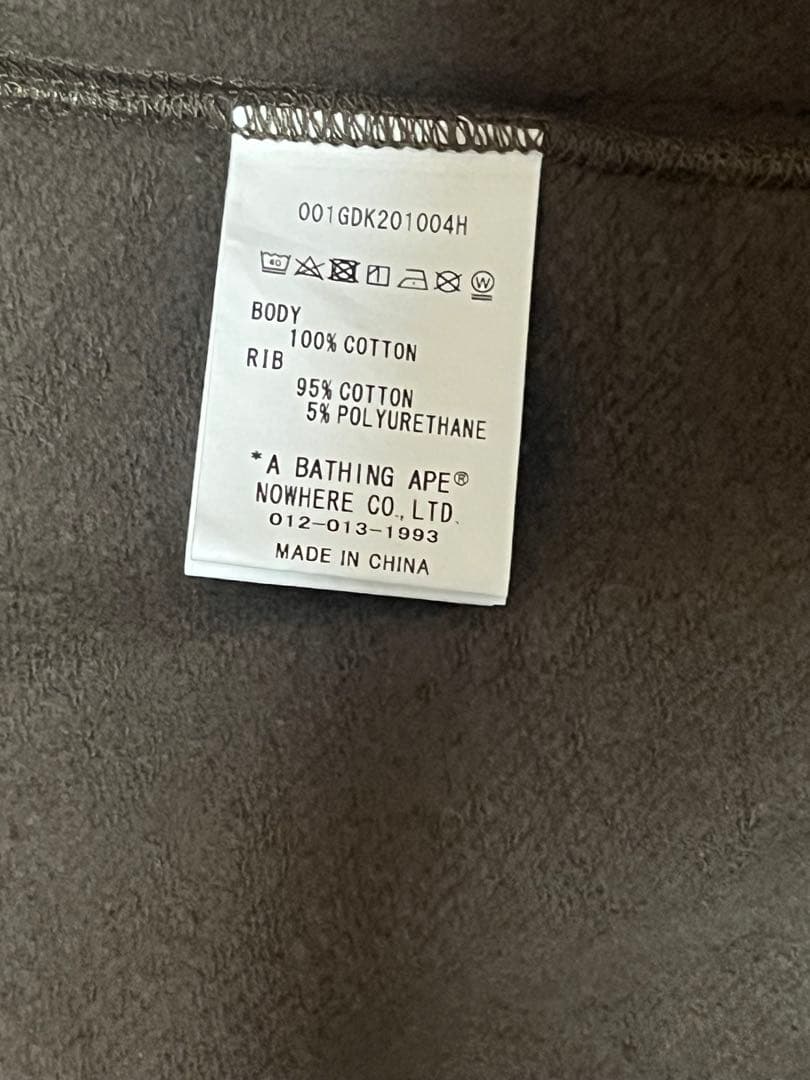 001GDK201004H
40 W
BODY
100% COTTON
RIB
95% COTTON
5% POLYURETHANE
*A BATHING APE®
NOWHERE CO., LTD.
012-013-1993
MADE IN CHINA